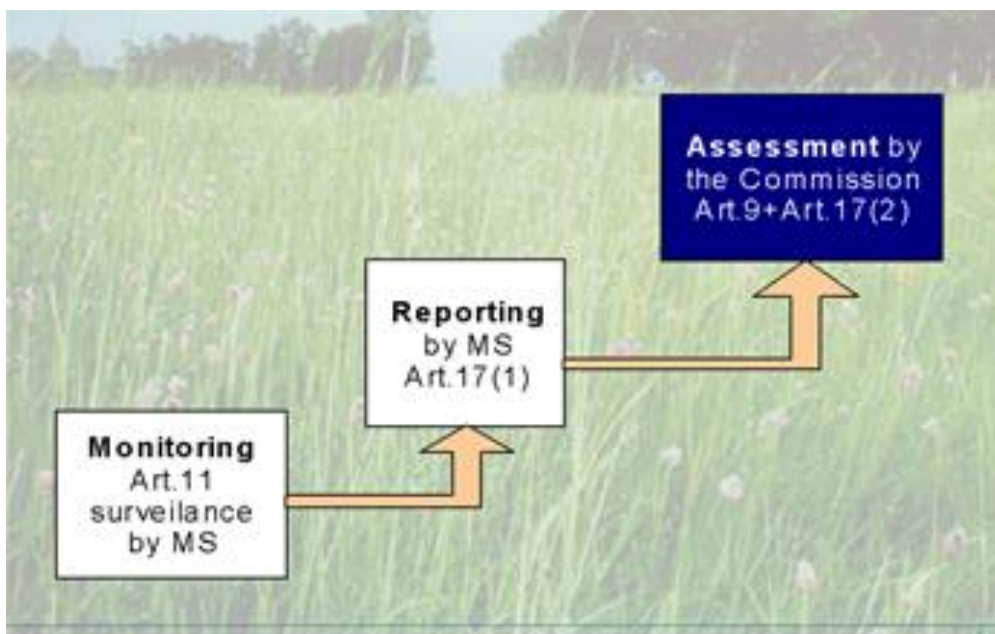 Assessment by
the Commission
Art.9+Art.17(2)
Reporting
by MS
Art.17(1)
Monitoring
Art.11
surveilance
by MS